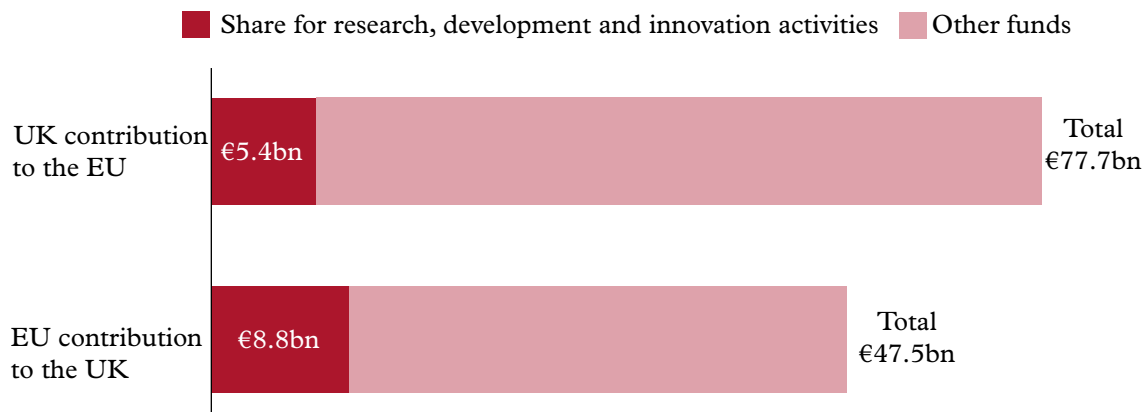 Share for research, development and innovation activities
Other funds
UK contribution
to the EU
€5.4bn
Total
€77.7bn
EU contribution
to the UK
€8.8bn
Total
€47.5bn